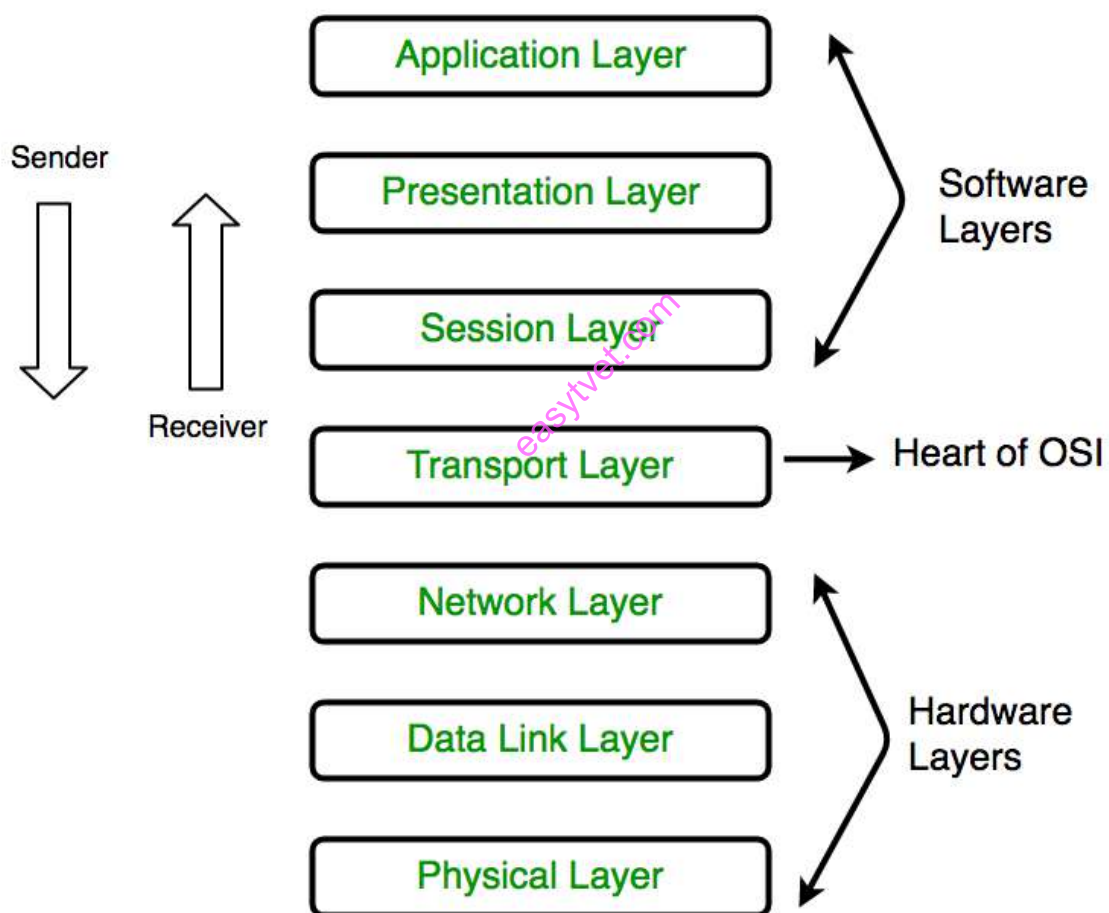 Application Layer
Sender
Presentation Layer
Software
Layers
Session Layer
easytvet.com
Receiver
Transport Layer
Heart of OSI
Network Layer
Hardware
Layers
Data Link Layer
Physical Layer